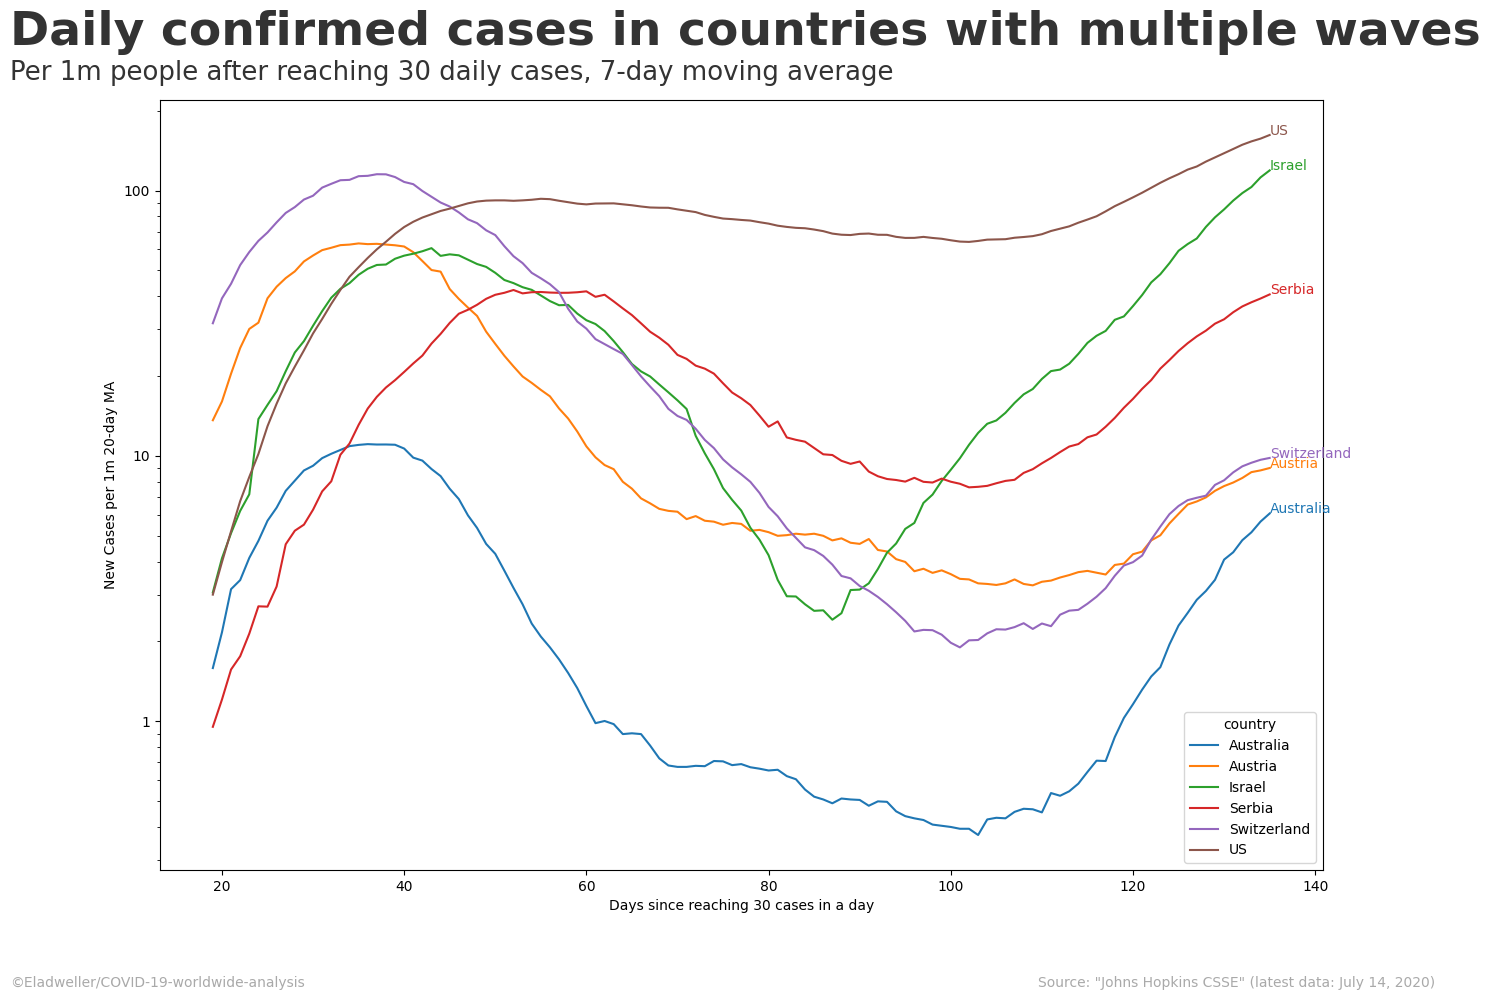 Daily confirmed cases in countries with multiple waves
Per 1m people after reaching 30 daily cases, 7-day moving average
New Cases per 1m 20-day MA
100
10
1
US
Israel
Serbia
Switzerland
Austria
Australia
country
Australia
Austria
Israel
Serbia
Switzerland
US
20
40
60
80
100
120
140
Days since reaching 30 cases in a day
©Eladweller/COVID-19-worldwide-analysis
Source: "Johns Hopkins CSSE" (latest data: July 14, 2020)